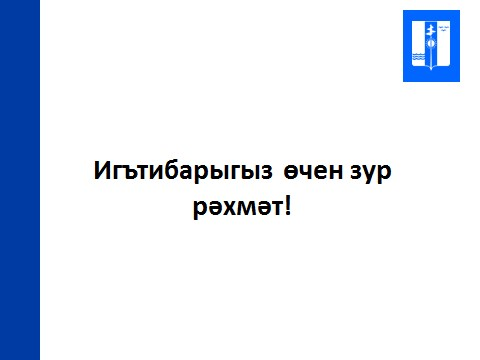 Игътибарыгыз өчен зур
рәхмәт!